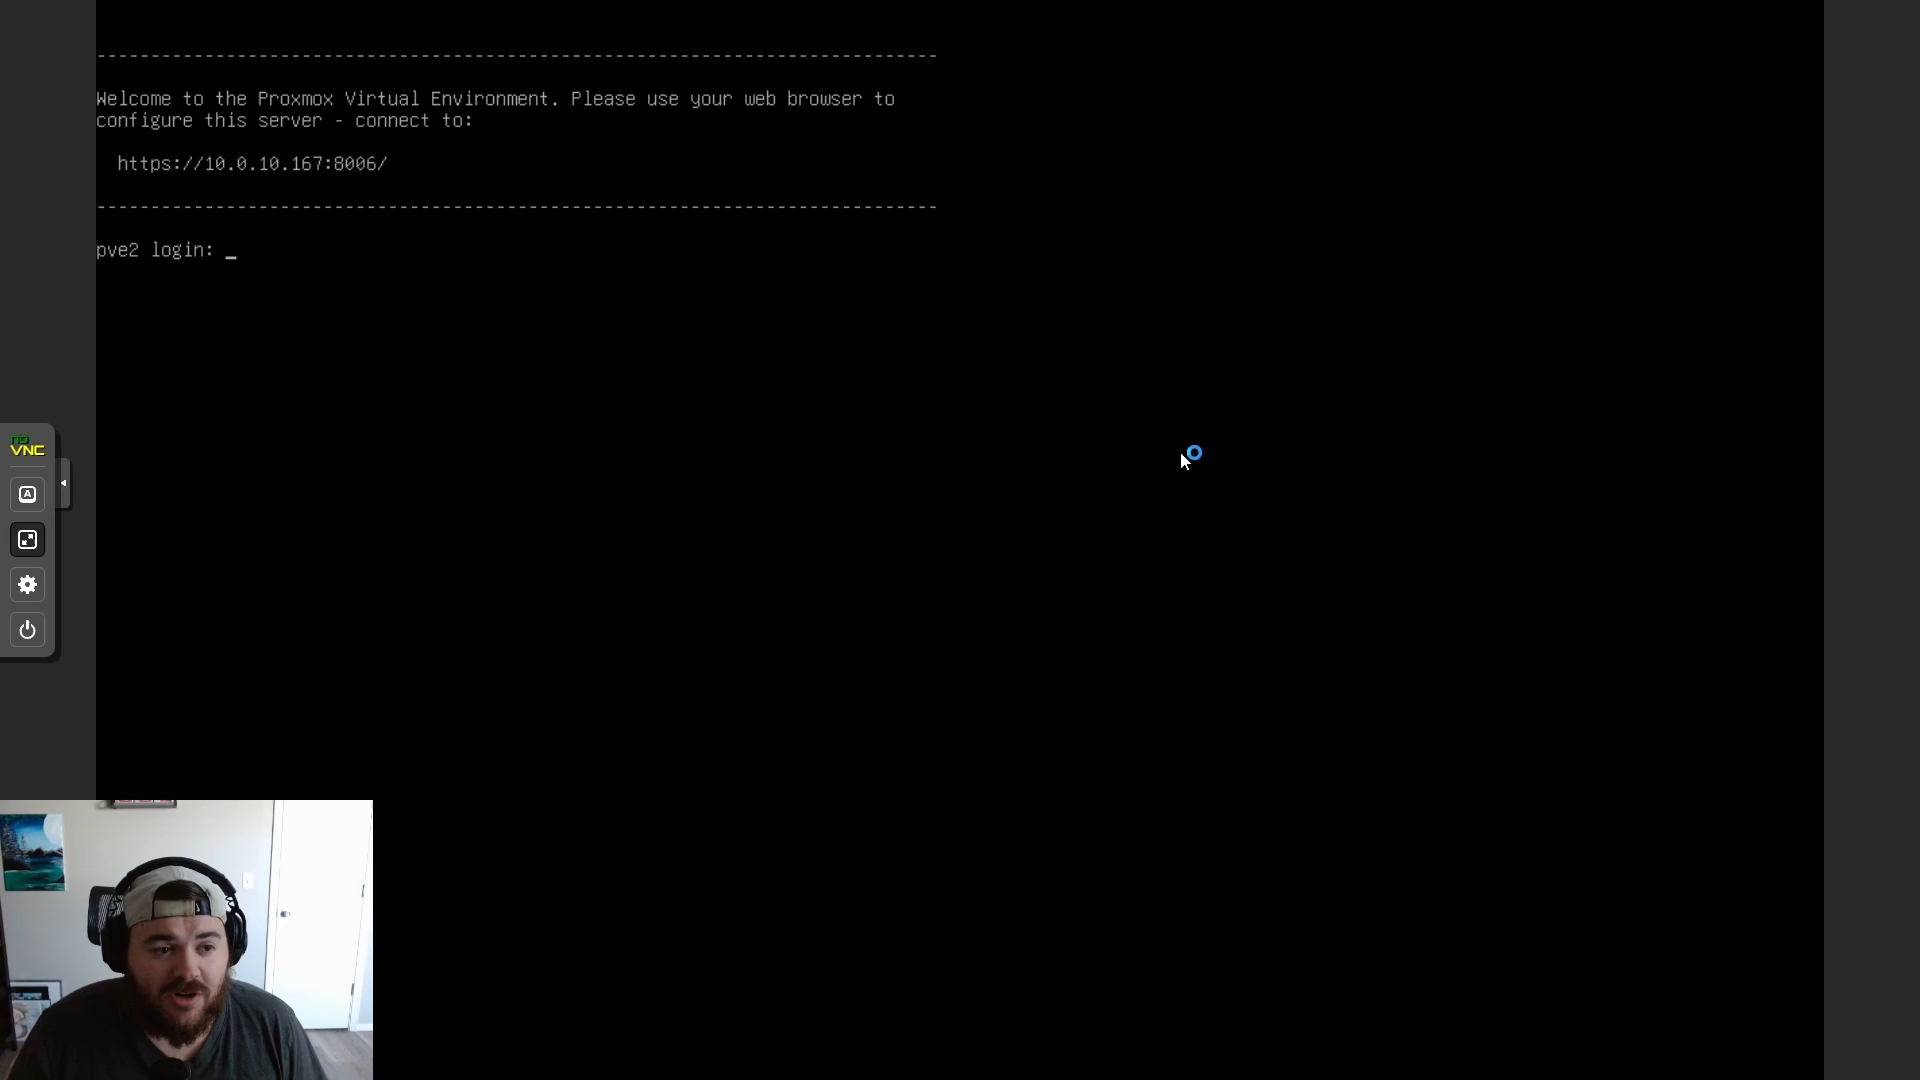 --------------------------------------------------------------------------------
Welcome to the Proxmox Virtual Environment. Please use your web browser to
configure this server - connect to:
https://10.0.10.167:8006/
--------------------------------------------------------------------------------
pve2 login: _
no
VNC
A